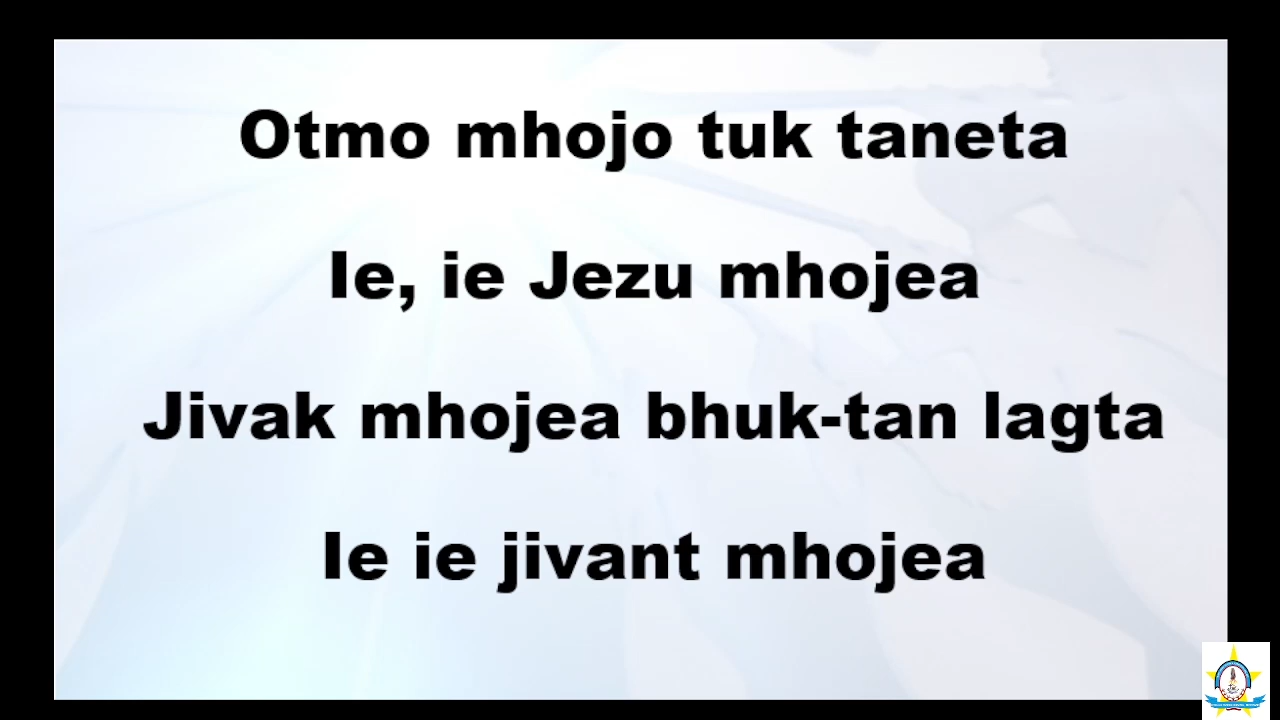 Otmo mhojo tuk taneta
Ie, ie Jezu mhojea
Jivak mhojea bhuk-tan lagta
Ie ie jivant mhojea